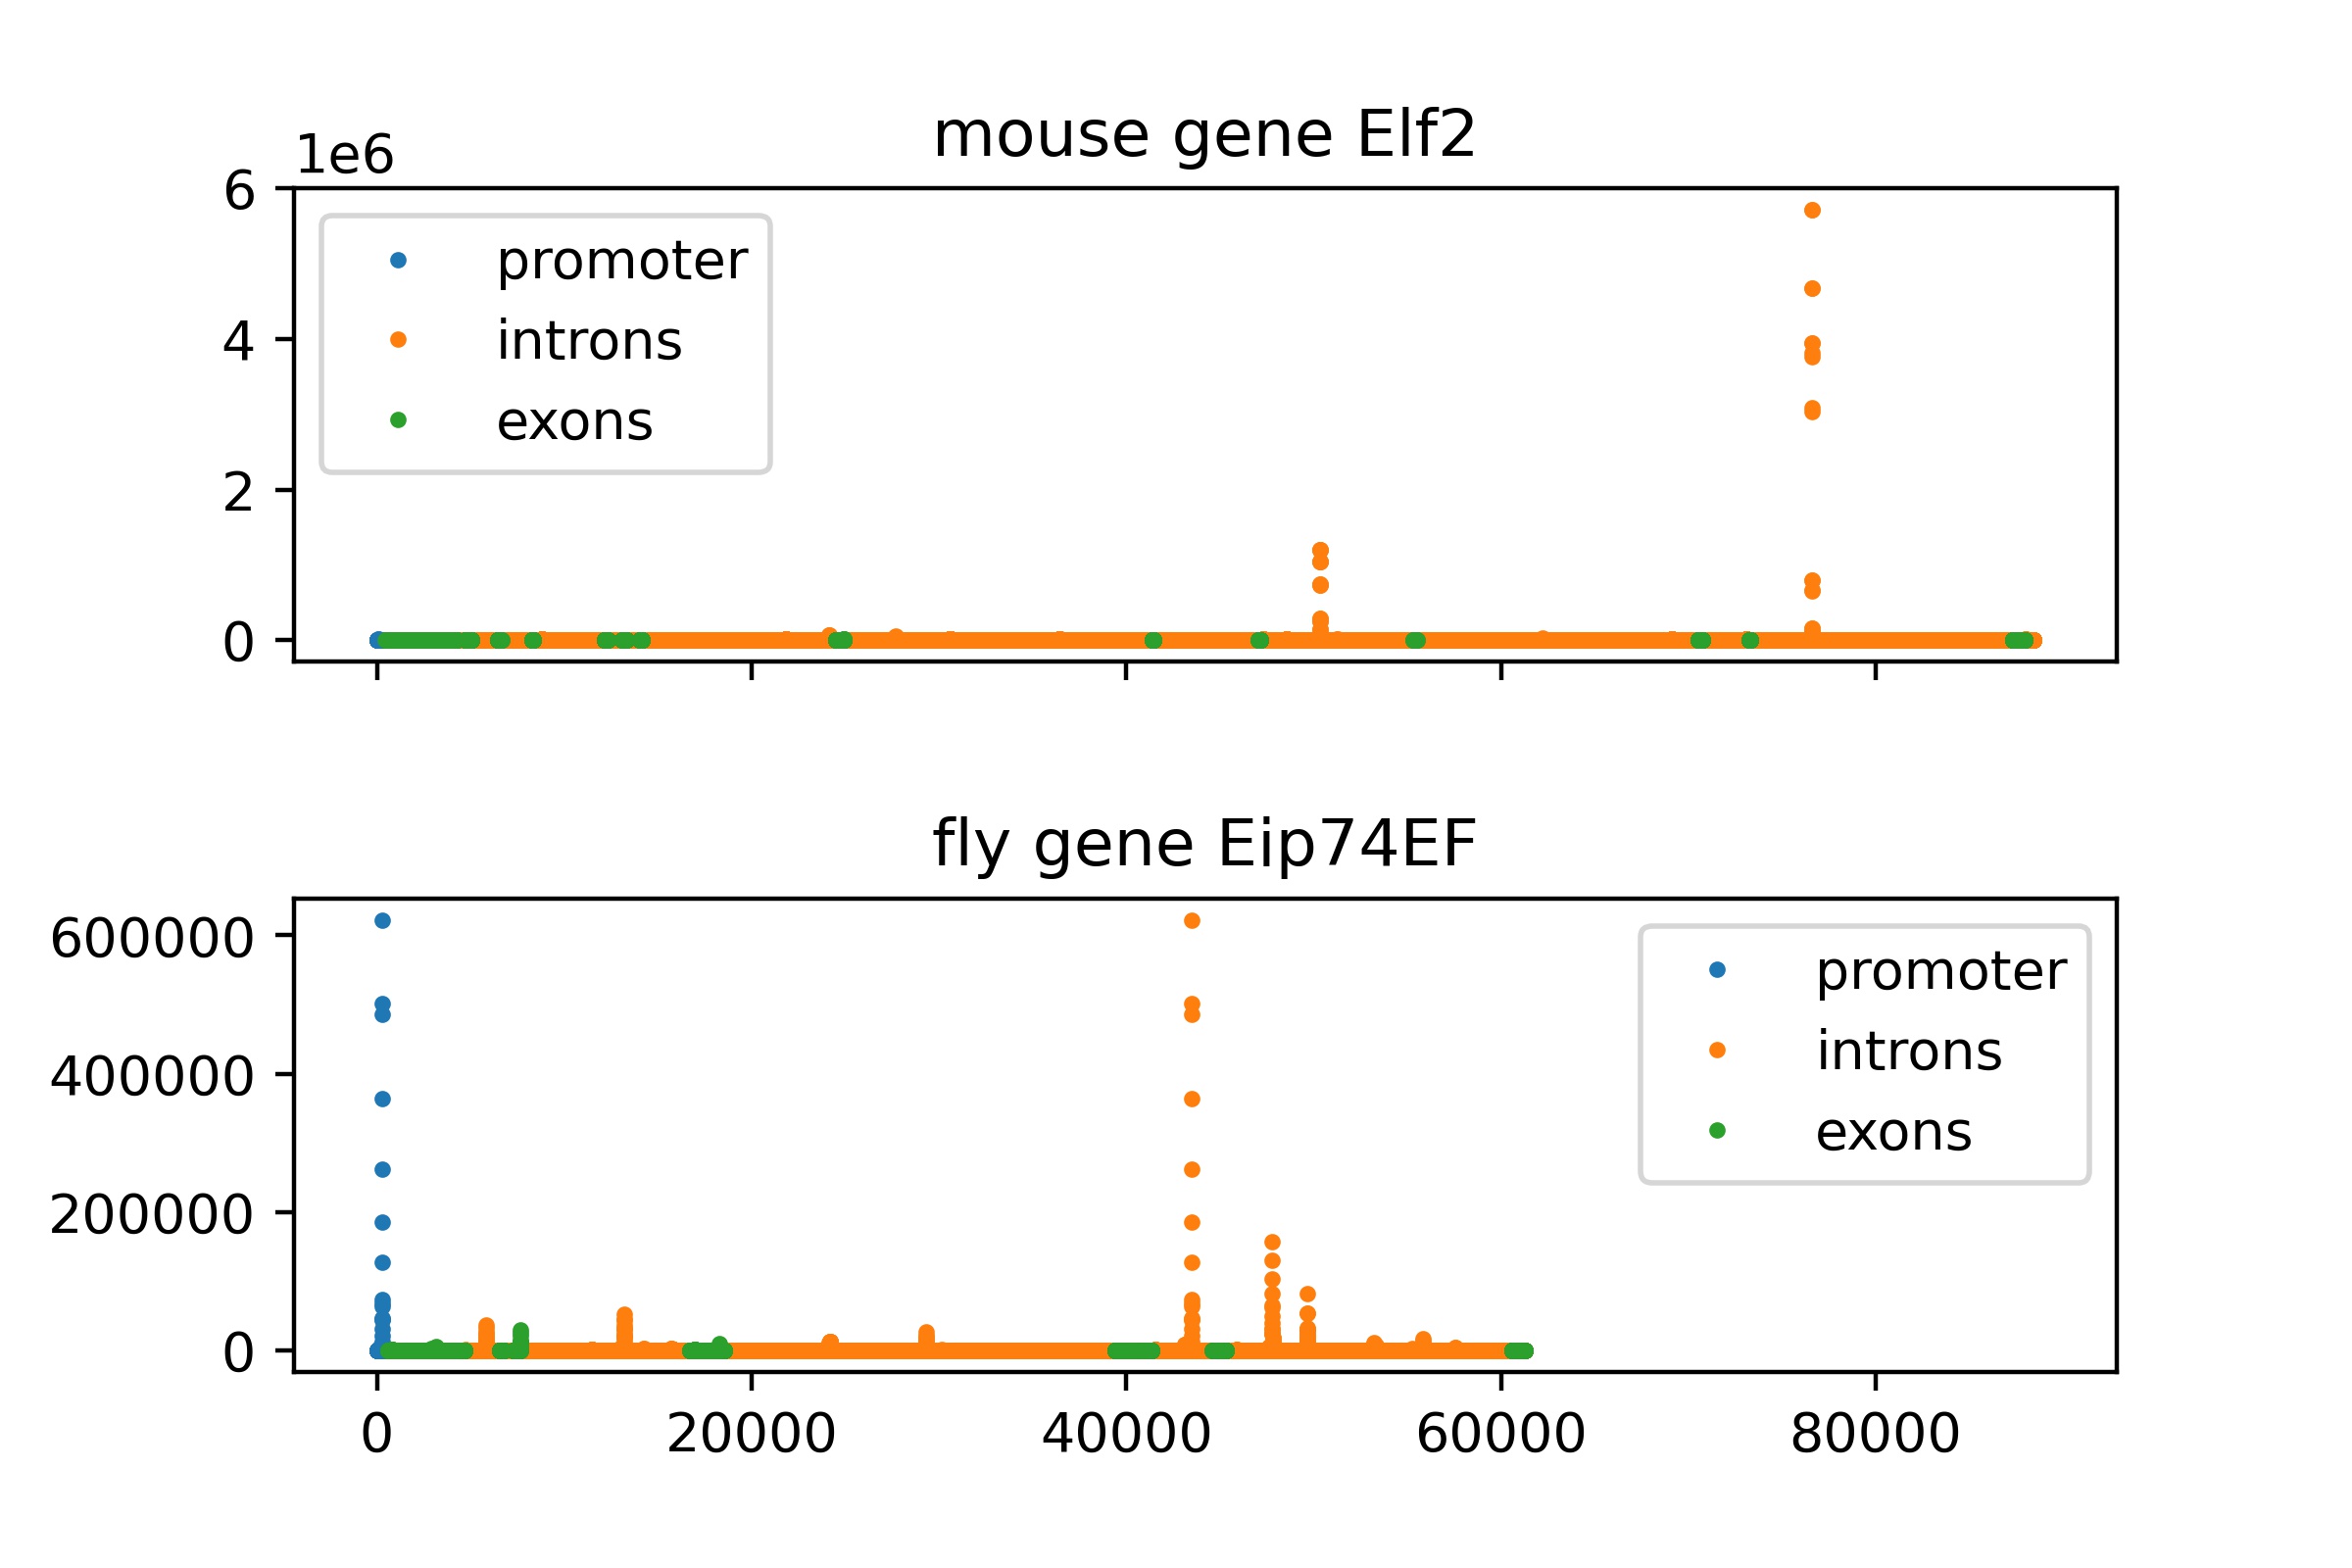 mouse gene Elf2
1e6
6
4
2
0
promoter
introns
exons
fly gene Eip74EF
600000
400000
200000
0
promoter
introns
exons
0 20000 40000 60000 80000